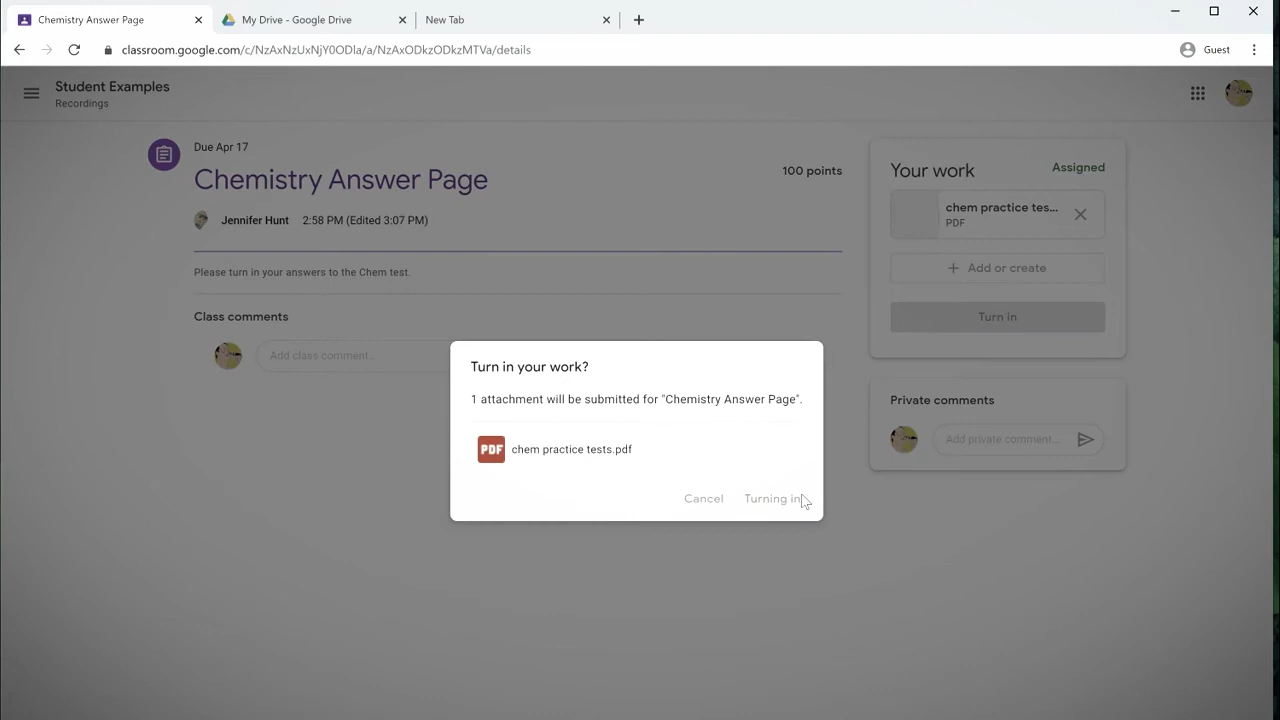 Chemistry Answer Page
My Drive - Google Drive
New Tab
classroom.google.com/c/NzAxNzUxNjY0ODla/a/NzAxODkzODkzMTVa/details
Guest
Student Examples
Recordings
Due Apr 17
Chemistry Answer Page
100 points
Jennifer Hunt 2:58 PM (Edited 3:07 PM)
Please turn in your answers to the Chem test.
Class comments
Add class comment...
Your work
Assigned
chem practice tes...
PDF
Add or create
Turn in
Private comments
Add private comment...
Turn in your work?
1 attachment will be submitted for "Chemistry Answer Page".
PDF chem practice tests.pdf
Cancel Turning in